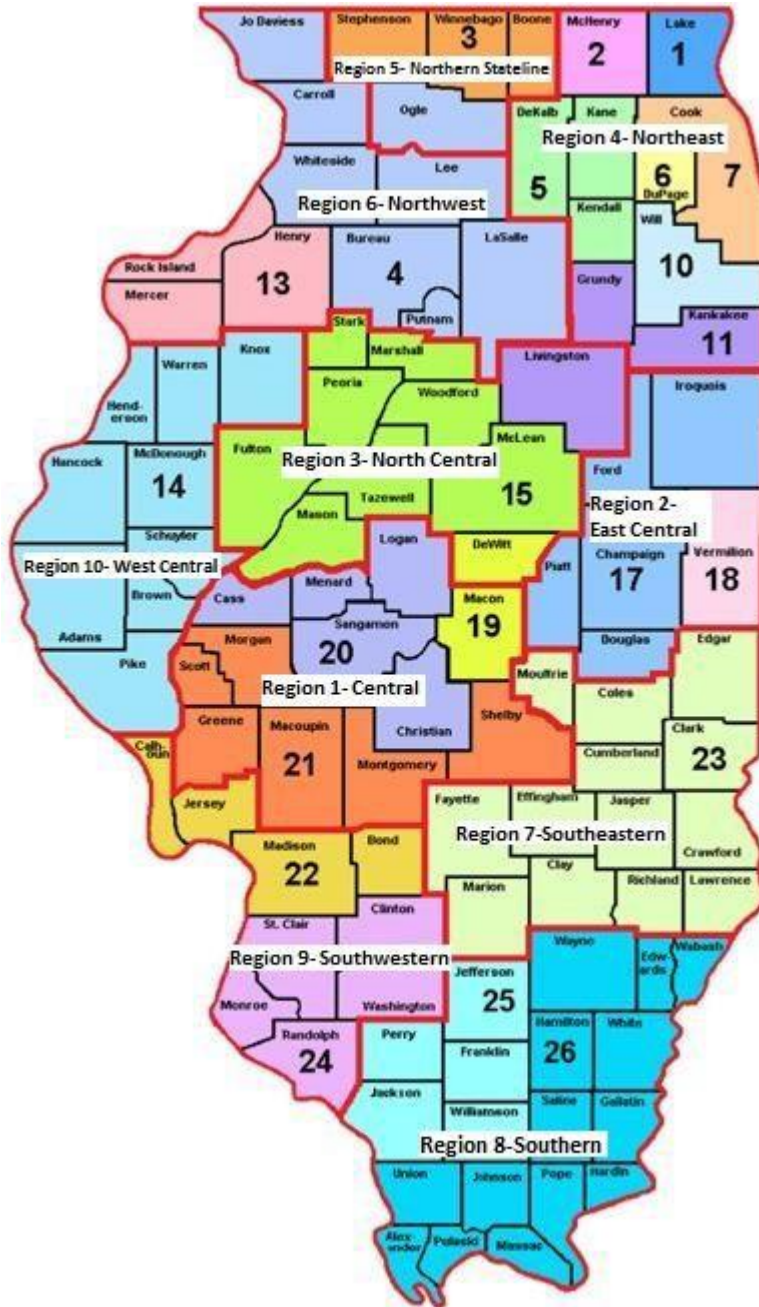 Jo Daviess
Stephenson
Winnebago
Boone
McHenry
Lake
3
2
1
Region 5- Northern Stateline
Carroll
Ogle
DeKalb
Kane
Cook
Region 4- Northeast
Whiteside
Lee
5
6
7
DuPage
Region 6- Northwest
Kendall
Will
Henry
Bureau
LaSalle
Rock Island
13
4
10
Mercer
Grundy
Putnam
Kankakee
11
Stark
Marshall
Knox
Warren
Livingston
Peoria
Woodford
Iroquois
Hend-
erson
McLean
Fulton
McDonough
Hancock
Region 3- North Central
Ford
14
15
Tazewell
Mason
Region 2-
East Central
Schuyler
Logan
DeWitt
Champaign
Vermilion
Region 10- West Central
Piatt
17
18
Menard
Brown
Cass
Macon
Sangamon
19
Adams
Morgan
20
Douglas
Edgar
Pike
Scott
Moultrie
Region 1- Central
Coles
Greene
Macoupin
Shelby
Christian
Clark
Calh-
oun
21
Cumberland
23
Montgomery
Jersey
Fayette
Effingham
Jasper
Region 7-Southeastern
Madison
Bond
22
Crawford
Clay
Marion
Richland
Lawrence
Clinton
St. Clair
Wayne
Wabash
Region 9- Southwestern
Edw-
ards
Jefferson
25
Monroe
Washington
Hamilton
White
Randolph
Perry
24
26
Franklin
Jackson
Saline
Gallatin
Williamson
Region 8-Southern
Union
Johnson
Pope
Hardin
Alex-
ander
Pulaski
Massac